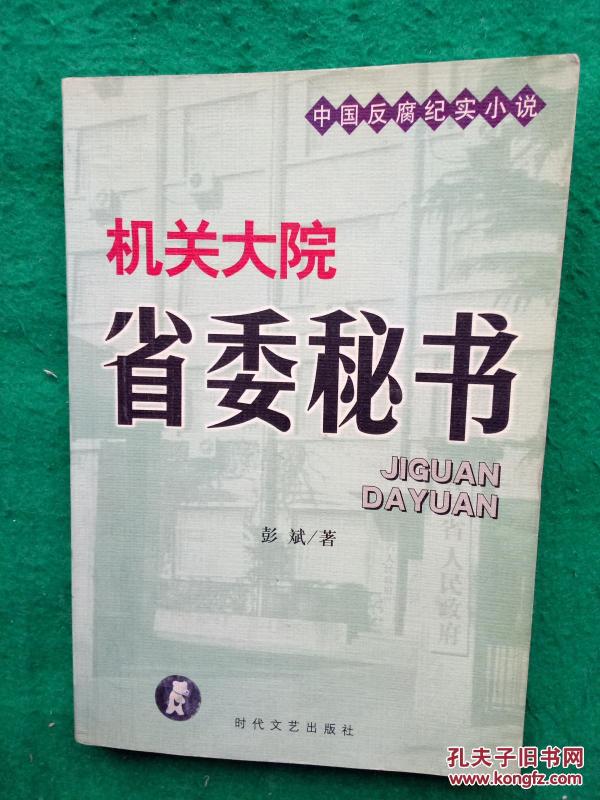 中国反腐纪实小说
机关大院
省委秘书
JIGUAN
DAYUAN
彭 斌/著
省人民政府
时代文艺出版社
孔夫子旧书网
www.kongfz.com